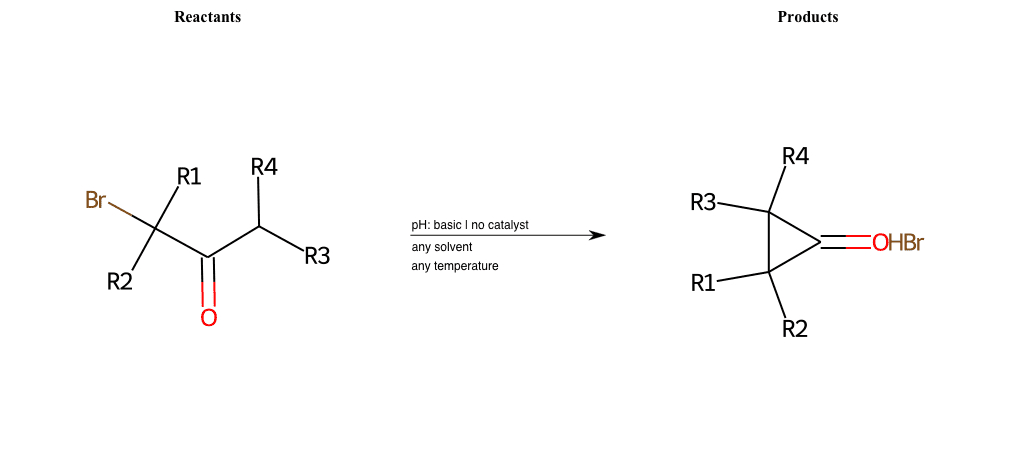 Reactants
Products
R1
R4
Br
R3
R2
O
pH: basic | no catalyst
any solvent
any temperature
R4
R3
OHBr
R1
R2